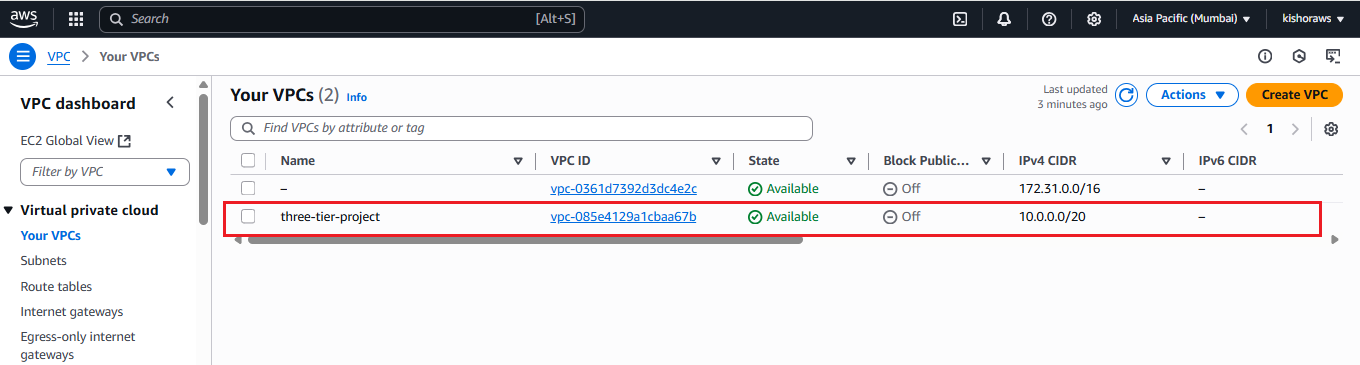 aws
Search [Alt+S] Asia Pacific (Mumbai) kishoraws
VPC Your VPCs
VPC dashboard
EC2 Global View
Filter by VPC
Virtual private cloud
Your VPCs
Subnets
Route tables
Internet gateways
Egress-only internet
gateways
Your VPCs (2) Info
Last updated
3 minutes ago
Actions
Create VPC
Find VPCs by attribute or tag
1
Name VPC ID State Block Public... IPv4 CIDR IPv6 CIDR
– vpc-0361d7392d3dc4e2c Available Off 172.31.0.0/16 –
three-tier-project vpc-085e4129a1cbaa67b Available Off 10.0.0.0/20 –